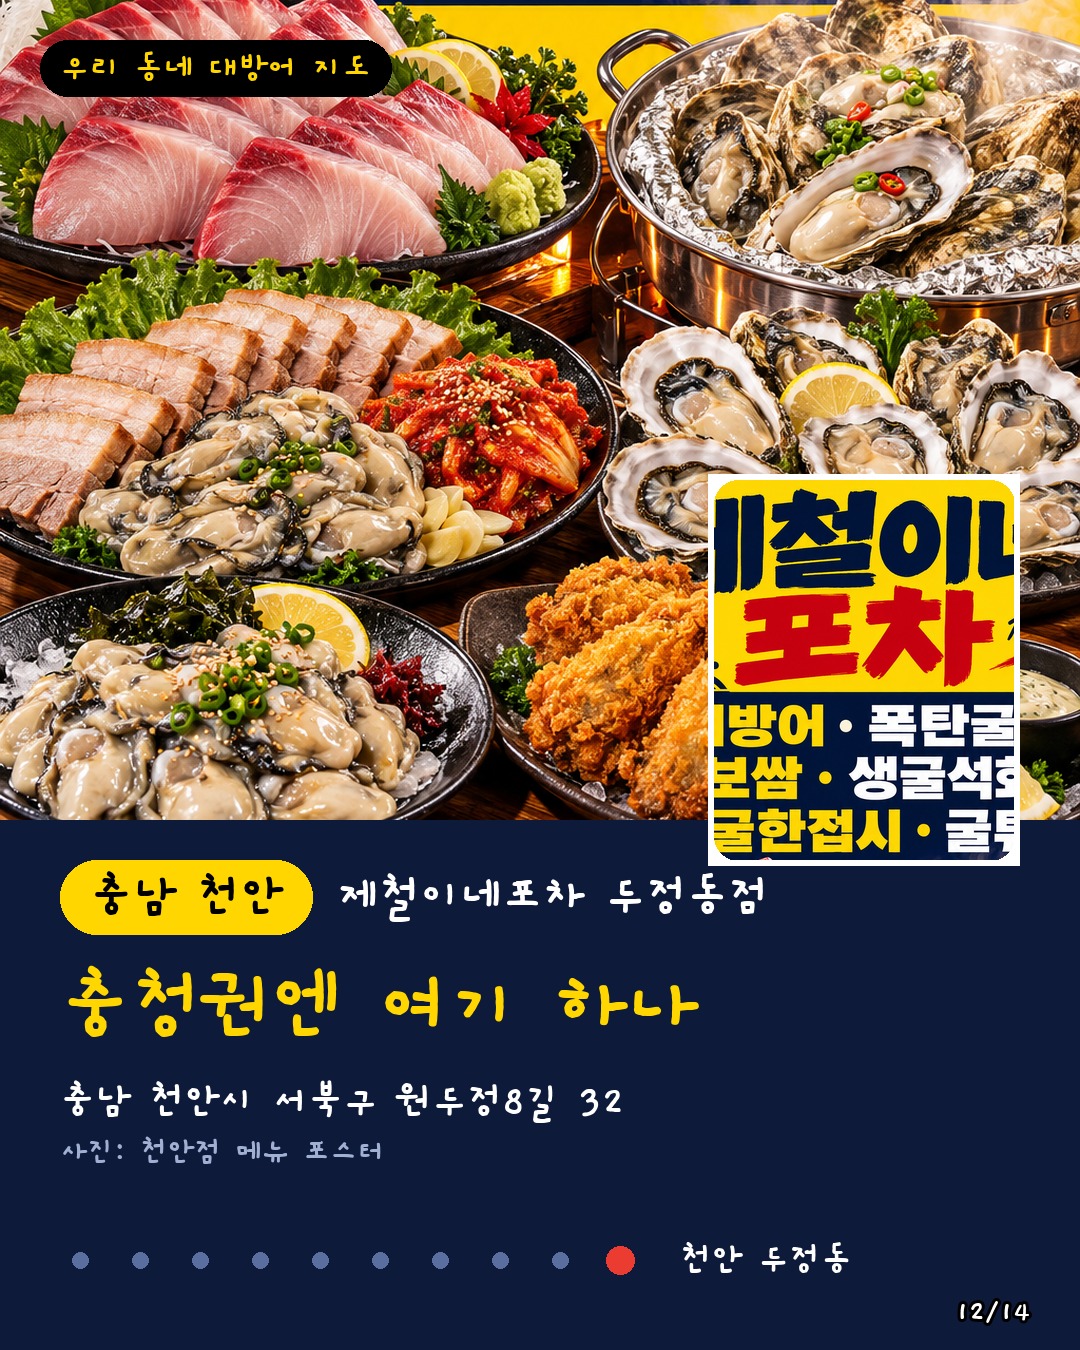 우리 동네 대방어 지도
제철이네
포차
대방어 · 폭탄굴
보쌈 · 생굴석화
굴한접시 · 굴튀
충남 천안 제철이네포차 두정동점
충청권엔 여기 하나
충남 천안시 서북구 원두정8길 32
사진: 천안점 메뉴 포스터
천안 두정동
12/14